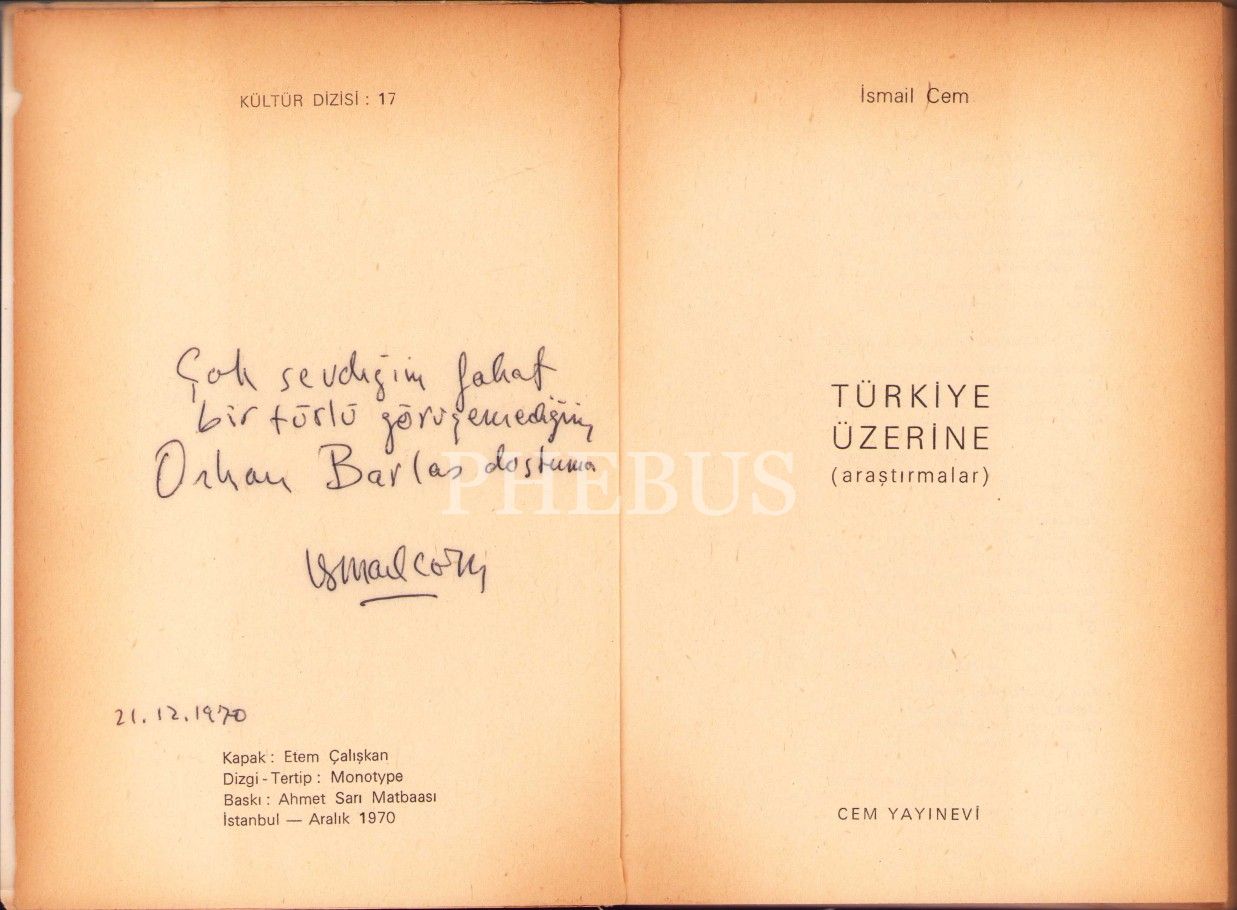 KÜLTÜR DİZİSİ : 17
Çok sevdiğim fakat
bir türlü görüşemediğim
Orhan Barlas dostuma
İsmail Cem
21.12.1970
Kapak : Etem Çalışkan
Dizgi - Tertip : Monotype
Baskı : Ahmet Sarı Matbaası
İstanbul — Aralık 1970
İsmail Cem
TÜRKİYE
ÜZERİNE
(araştırmalar)
CEM YAYINEVİ
PHEBUS